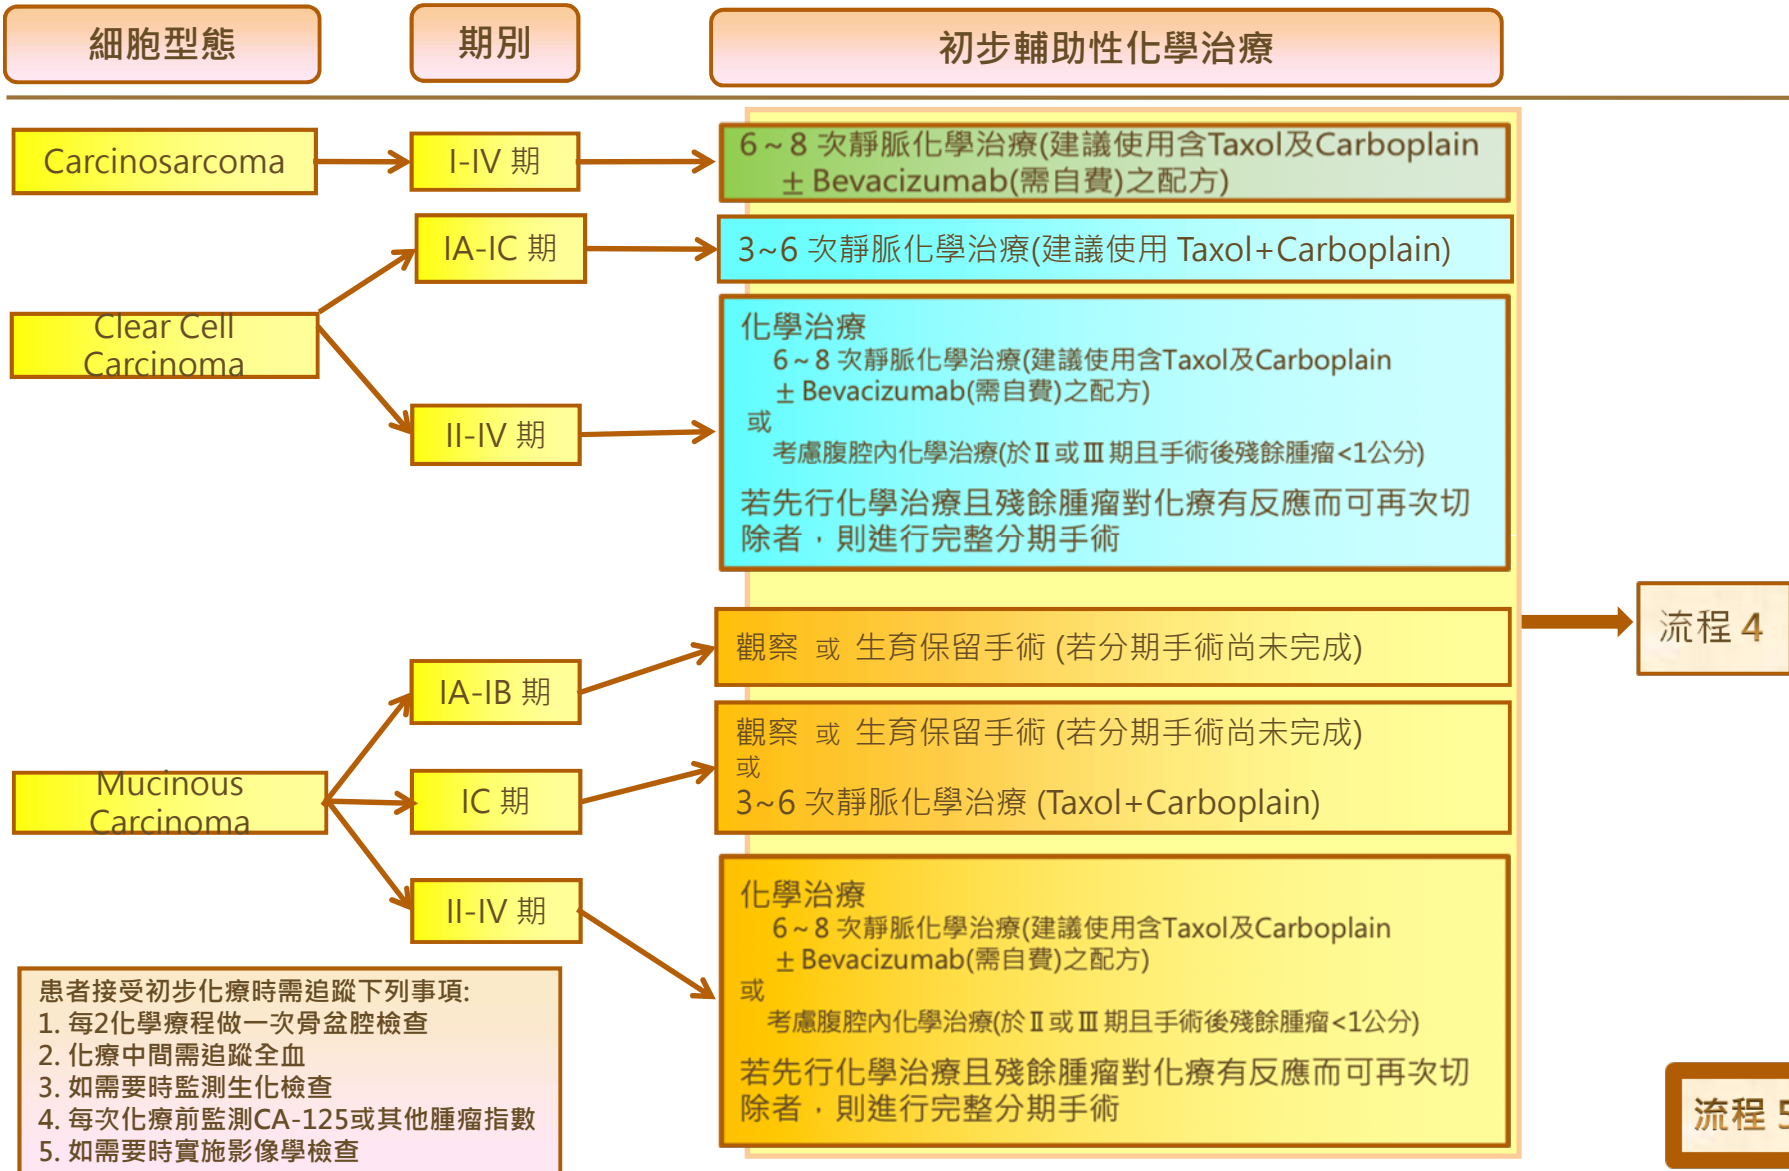 細胞型態
期別
初步輔助性化學治療
Carcinosarcoma
I-IV 期
6～8 次靜脈化學治療(建議使用含Taxol及Carboplain
± Bevacizumab(需自費)之配方)
Clear Cell
Carcinoma
IA-IC 期
3~6 次靜脈化學治療(建議使用 Taxol+Carboplain)
II-IV 期
化學治療
6～8 次靜脈化學治療(建議使用含Taxol及Carboplain
± Bevacizumab(需自費)之配方)
或
考慮腹腔內化學治療(於Ⅱ或Ⅲ期且手術後殘餘腫瘤<1公分)
若先行化學治療且殘餘腫瘤對化療有反應而可再次切
除者，則進行完整分期手術
流程 4
Mucinous
Carcinoma
IA-IB 期
觀察 或 生育保留手術 (若分期手術尚未完成)
IC 期
觀察 或 生育保留手術 (若分期手術尚未完成)
或
3~6 次靜脈化學治療 (Taxol+Carboplain)
II-IV 期
化學治療
6～8 次靜脈化學治療(建議使用含Taxol及Carboplain
± Bevacizumab(需自費)之配方)
或
考慮腹腔內化學治療(於Ⅱ或Ⅲ期且手術後殘餘腫瘤<1公分)
若先行化學治療且殘餘腫瘤對化療有反應而可再次切
除者，則進行完整分期手術
患者接受初步化療時需追蹤下列事項:
1. 每2化學療程做一次骨盆腔檢查
2. 化療中間需追蹤全血
3. 如需要時監測生化檢查
4. 每次化療前監測CA-125或其他腫瘤指數
5. 如需要時實施影像學檢查
流程 5